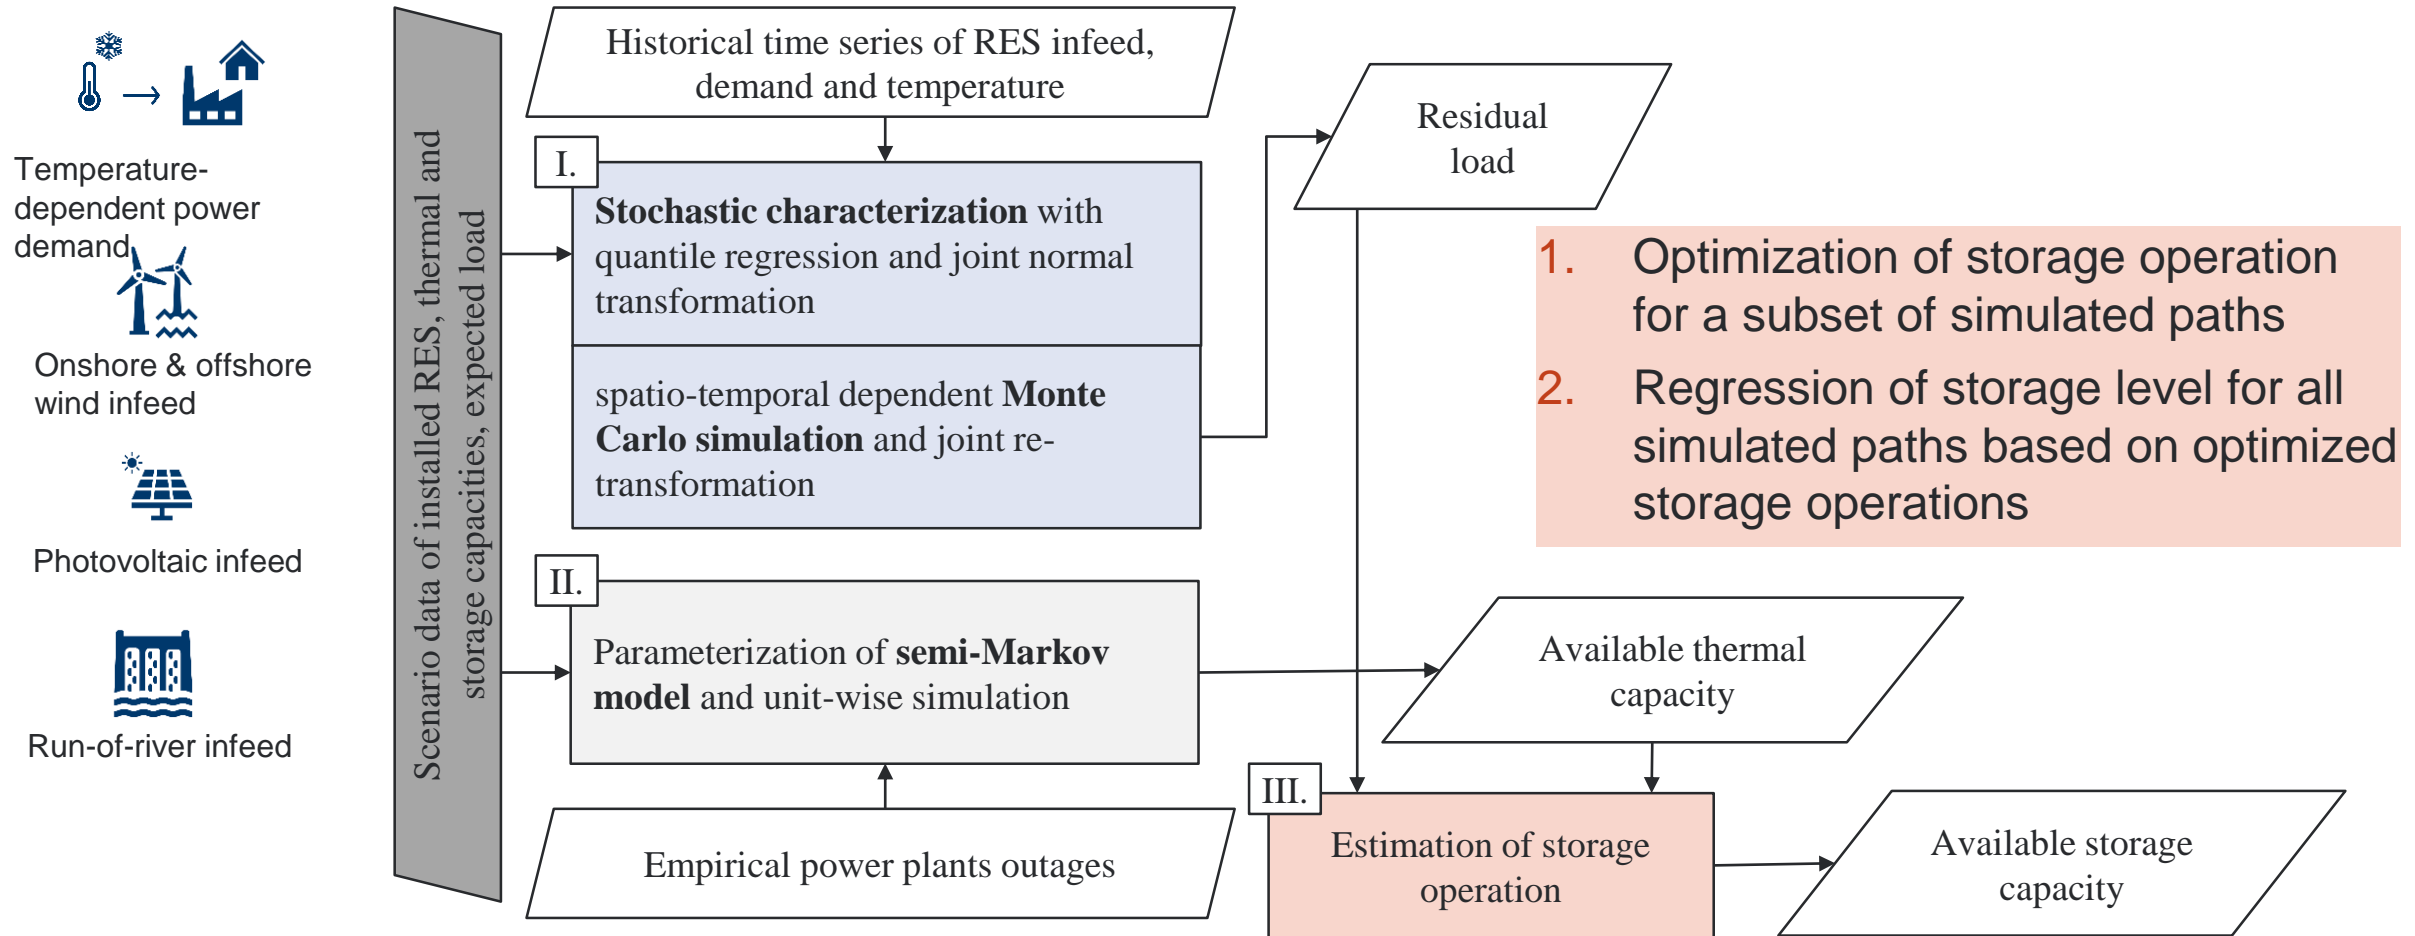 Temperature-
dependent power
demand
Onshore & offshore
wind infeed
Photovoltaic infeed
Run-of-river infeed
Scenario data of installed RES, thermal and
storage capacities, expected load
Historical time series of RES infeed,
demand and temperature
I.
Stochastic characterization with
quantile regression and joint normal
transformation
spatio-temporal dependent Monte
Carlo simulation and joint re-
transformation
Residual
load
1. Optimization of storage operation
for a subset of simulated paths
2. Regression of storage level for all
simulated paths based on optimized
storage operations
II.
Parameterization of semi-Markov
model and unit-wise simulation
Available thermal
capacity
Empirical power plants outages
III.
Estimation of storage
operation
Available storage
capacity